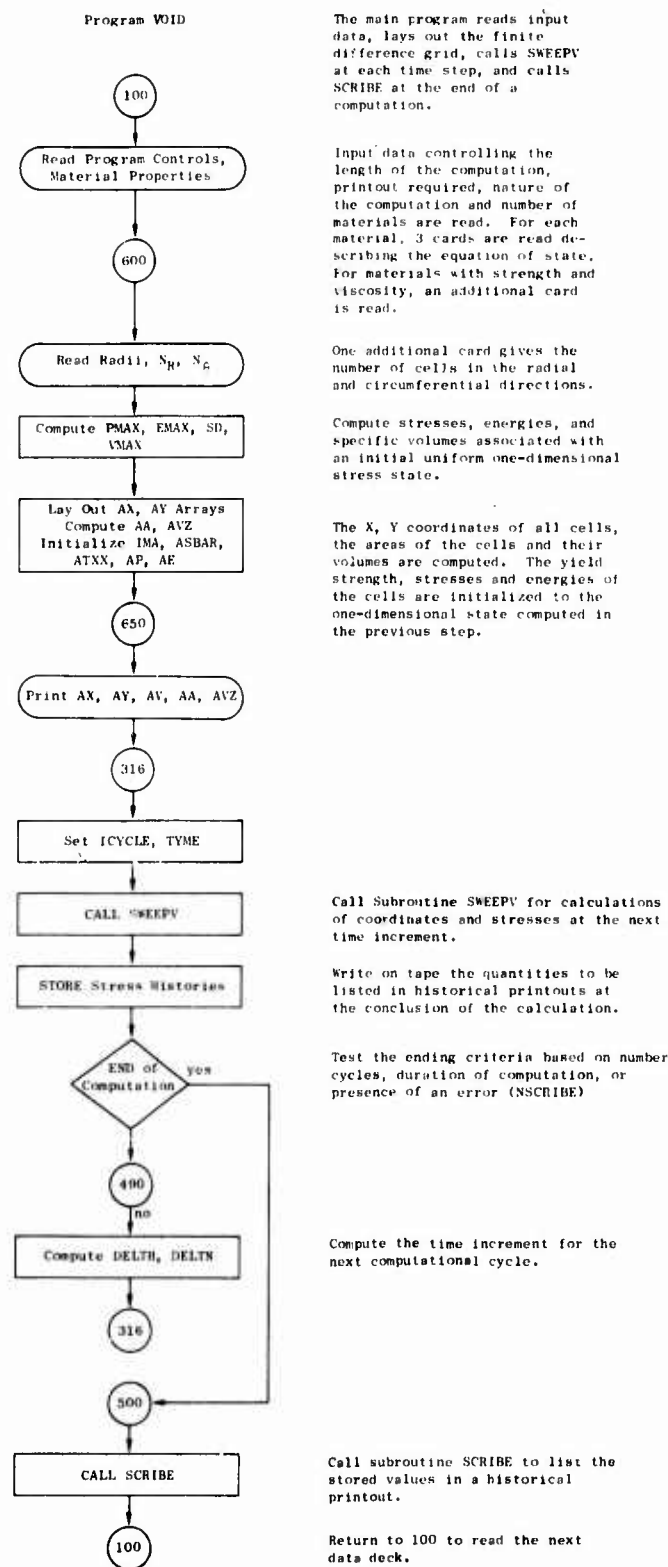 Program VOID
The main program reads input
data, lays out the finite
difference grid, calls SWEEPV
at each time step, and calls
SCRIBE at the end of a
computation.
100
Read Program Controls,
Material Properties
Input data controlling the
length of the computation,
printout required, nature of
the computation and number of
materials are read. For each
material, 3 cards are read de-
scribing the equation of state.
For materials with strength and
viscosity, an additional card
is read.
600
Read Radii, N
One additional card gives the
number of cells in the radial
and circumferential directions.
Compute PMAX, EMAX, SD,
VMAX
Compute stresses, energies, and
specific volumes associated with
an initial uniform one-dimensional
stress state.
Lay Out AX, AY Arrays
Compute AA, AVZ
Initialize IMA, ASBAR,
ATXX, AP, AE
The X, Y coordinates of all cells,
the areas of the cells and their
volumes are computed. The yield
strength, stresses and energies of
the cells are initialized to the
one-dimensional state computed in
the previous step.
650
Print AX, AY, AV, AA, AVZ
316
Set ICYCLE, TYME
CALL SWEEPV
Call Subroutine SWEEPV for calculations
of coordinates and stresses at the next
time increment.
STORE Stress Histories
Write on tape the quantities to be
listed in historical printouts at
the conclusion of the calculation.
END of
Computation
yes
Test the ending criteria based on number
cycles, duration of computation, or
presence of an error (NSCRIBE)
490
no
Compute DELTH, DELTN
Compute the time increment for the
next computational cycle.
316
500
CALL SCRIBE
Call subroutine SCRIBE to list the
stored values in a historical
printout.
100
Return to 100 to read the next
data deck.